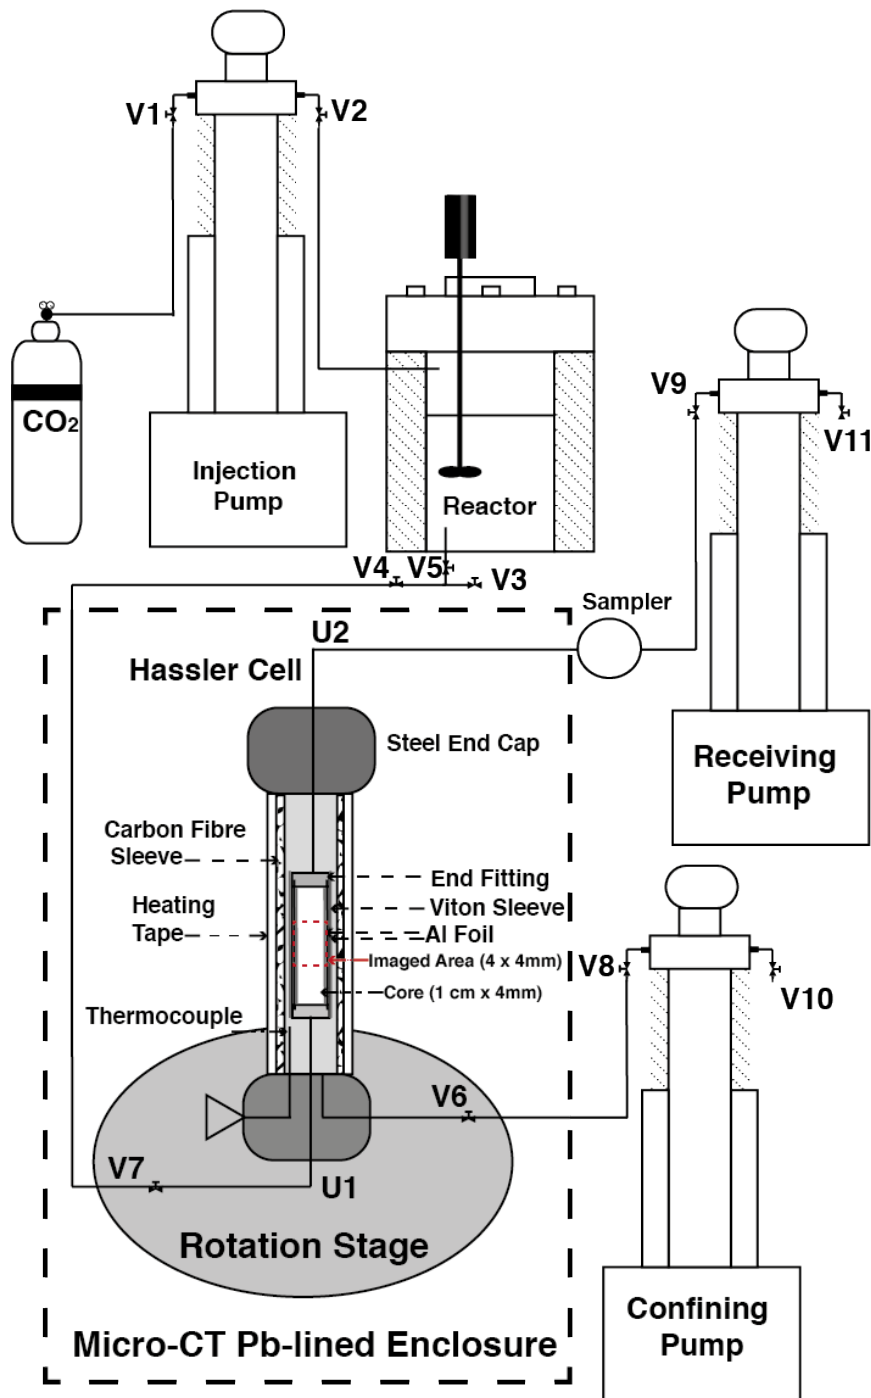 V1
V2
CO2
Injection
Pump
Reactor
V9
V11
V4
V5
V3
Sampler
U2
Hassler Cell
Steel End Cap
Receiving
Pump
Carbon Fibre
Sleeve
End Fitting
Heating
Tape
Viton Sleeve
Al Foil
Imaged Area (4 x 4mm)
Core (1 cm x 4mm)
V8
V10
Thermocouple
V6
V7
U1
Rotation Stage
Confining
Pump
Micro-CT Pb-lined Enclosure